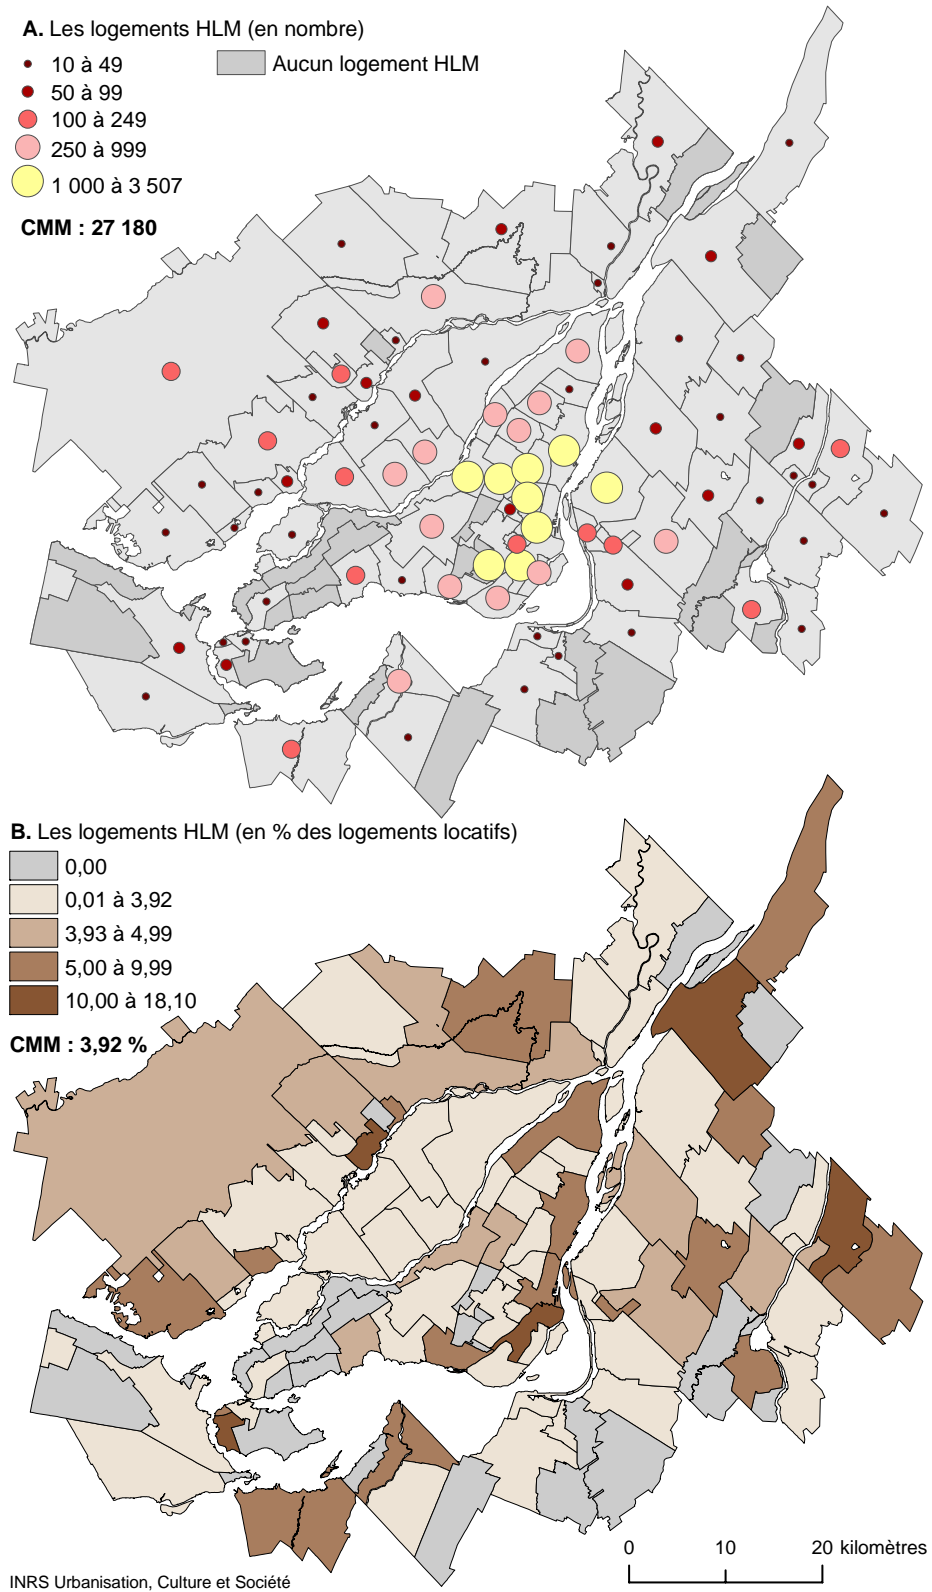 A. Les logements HLM (en nombre)
10 à 49
Aucun logement HLM
50 à 99
100 à 249
250 à 999
1 000 à 3 507
CMM : 27 180
B. Les logements HLM (en % des logements locatifs)
0,00
0,01 à 3,92
3,93 à 4,99
5,00 à 9,99
10,00 à 18,10
CMM : 3,92 %
0 10 20 kilomètres
INRS Urbanisation, Culture et Société